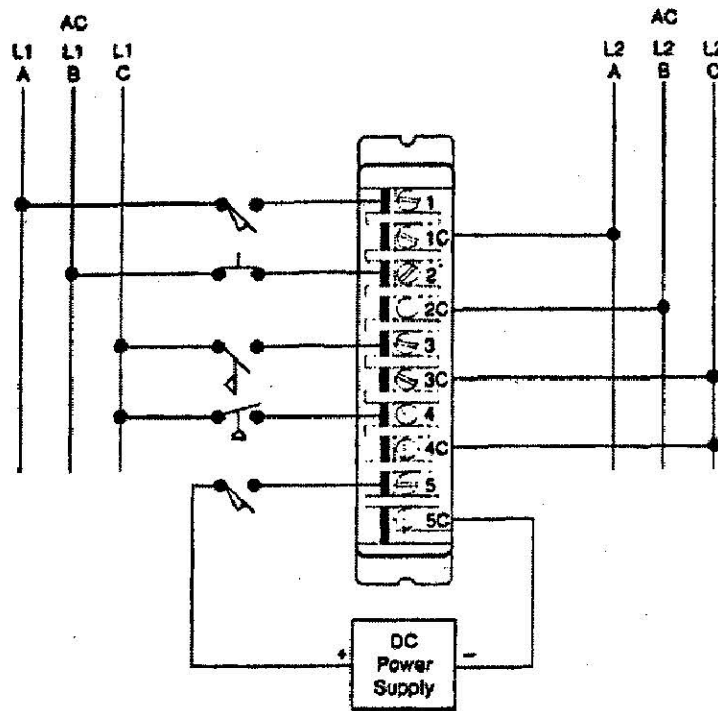 AC
L1 L1 L1
A B C
AC
L2 L2 L2
A B C
1
1C
2
2C
3
3C
4
4C
5
5C
+ DC −
Power
Supply